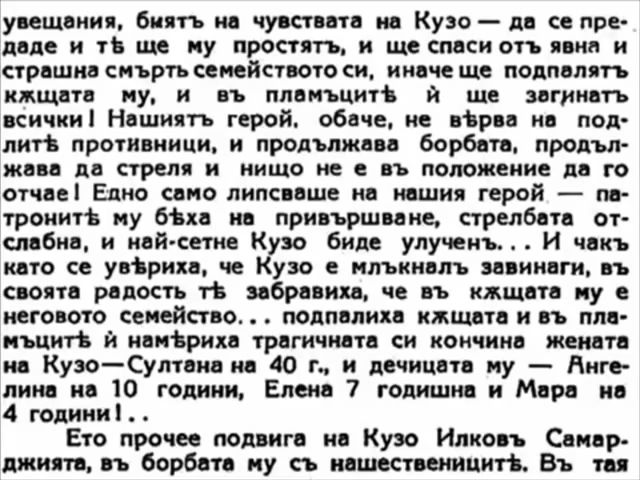 увещания, биятъ на чувствата на Кузо — да се пре-
даде и тѣ ще му простятъ, и ще спаси отъ явна и
страшна смърть семейството си, иначе ще подпалятъ
кѫщата му, и въ пламъцитѣ ѝ ще загинатъ
всички! Нашиятъ герой, обаче, не вѣрва на под-
литѣ противници, и продължава борбата, продъл-
жава да стреля и нищо не е въ положение да го
отчае! Едно само липсваше на нашия герой — па-
тронитѣ му бѣха на привършване, стрелбата от-
слабна, и най-сетне Кузо биде улученъ... И чакъ
като се увѣриха, че Кузо е млъкналъ завинаги, въ
своята радость тѣ забравиха, че въ кѫщата му е
неговото семейство... подпалиха кѫщата и въ пла-
мъцитѣ ѝ намѣриха трагичната си кончина жената
на Кузо—Султана на 40 г., и дечицата му — Анге-
лина на 10 години, Елена 7 годишна и Мара на
4 години!..
Ето прочее подвига на Кузо Илковъ Самар-
джията, въ борбата му съ нашественицитѣ. Въ тая